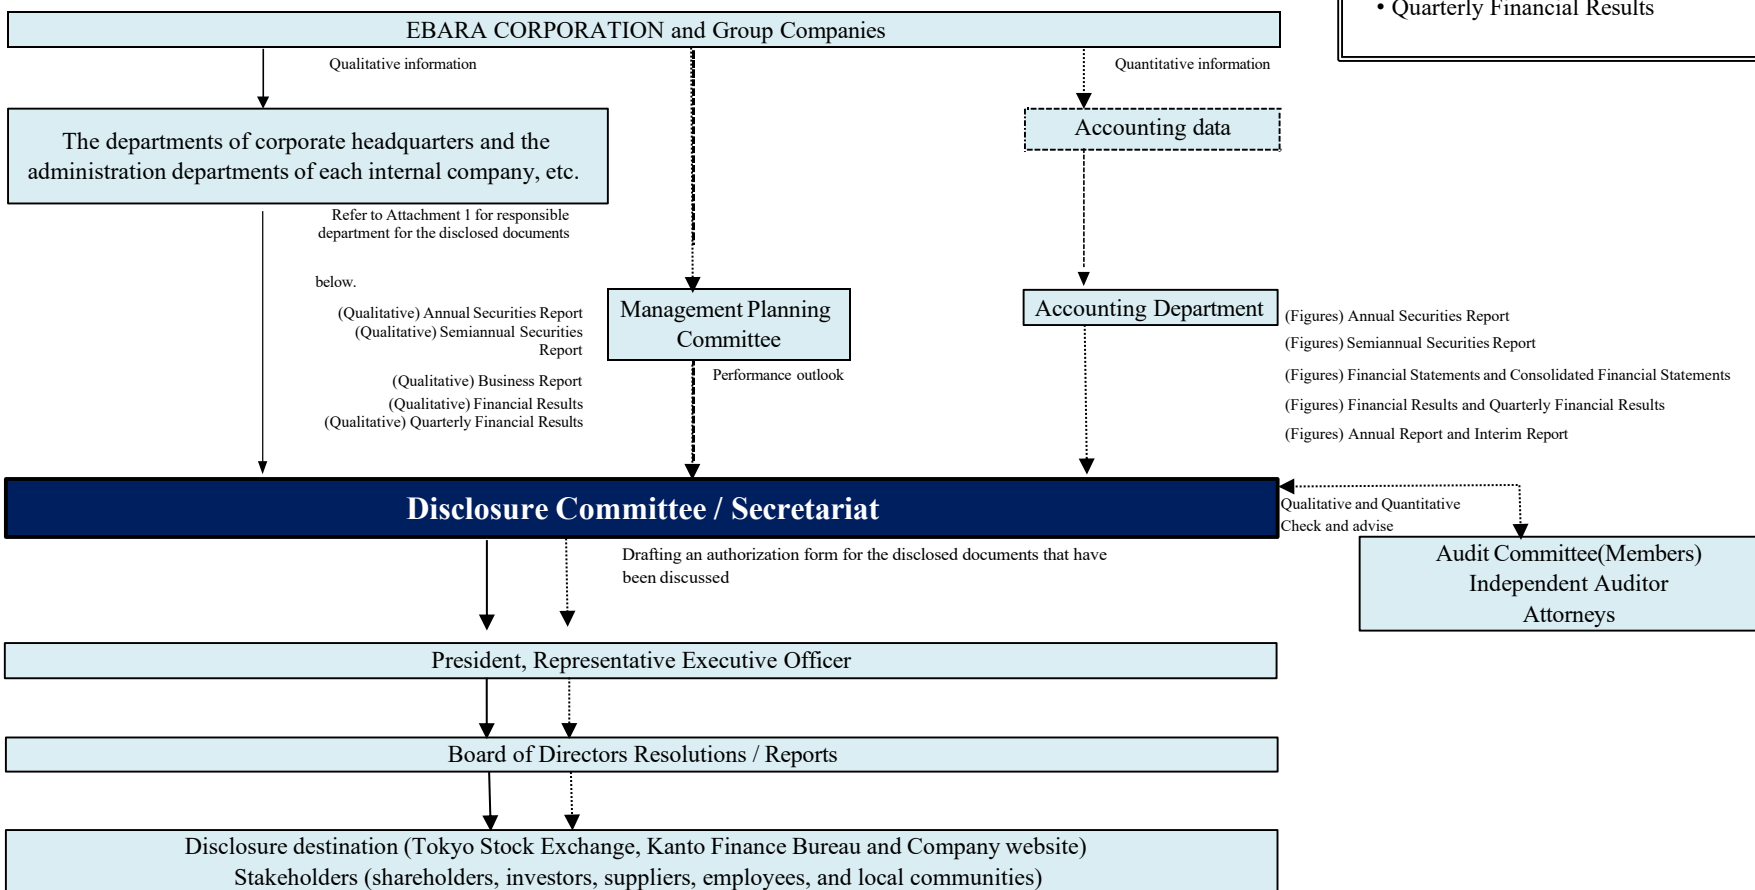 • Quarterly Financial Results
EBARA CORPORATION and Group Companies
Qualitative information
Quantitative information
The departments of corporate headquarters and the
administration departments of each internal company, etc.
Accounting data
Refer to Attachment 1 for responsible
department for the disclosed documents
below.
(Qualitative) Annual Securities Report
(Qualitative) Semiannual Securities
Report
(Qualitative) Business Report
(Qualitative) Financial Results
(Qualitative) Quarterly Financial Results
Management Planning
Committee
Performance outlook
Accounting Department
(Figures) Annual Securities Report
(Figures) Semiannual Securities Report
(Figures) Financial Statements and Consolidated Financial Statements
(Figures) Financial Results and Quarterly Financial Results
(Figures) Annual Report and Interim Report
Disclosure Committee / Secretariat
Qualitative and Quantitative
Check and advise
Audit Committee(Members)
Independent Auditor
Attorneys
Drafting an authorization form for the disclosed documents that have
been discussed
President, Representative Executive Officer
Board of Directors Resolutions / Reports
Disclosure destination (Tokyo Stock Exchange, Kanto Finance Bureau and Company website)
Stakeholders (shareholders, investors, suppliers, employees, and local communities)